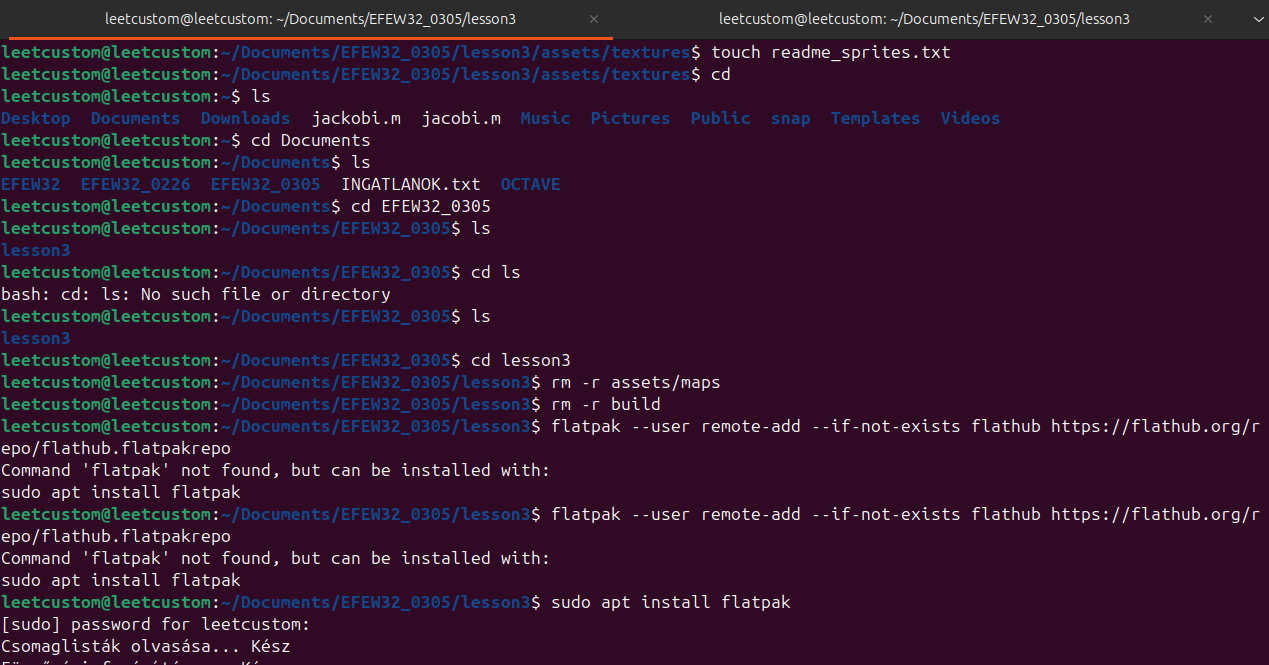 leetcustom@leetcustom: ~/Documents/EFEW32_0305/lesson3 × leetcustom@leetcustom: ~/Documents/EFEW32_0305/lesson3 ×
leetcustom@leetcustom:~/Documents/EFEW32_0305/lesson3/assets/textures$ touch readme_sprites.txt
leetcustom@leetcustom:~/Documents/EFEW32_0305/lesson3/assets/textures$ cd
leetcustom@leetcustom:~$ ls
Desktop Documents Downloads jackobi.m jacobi.m Music Pictures Public snap Templates Videos
leetcustom@leetcustom:~$ cd Documents
leetcustom@leetcustom:~/Documents$ ls
EFEW32 EFEW32_0226 EFEW32_0305 INGATLANOK.txt OCTAVE
leetcustom@leetcustom:~/Documents$ cd EFEW32_0305
leetcustom@leetcustom:~/Documents/EFEW32_0305$ ls
lesson3
leetcustom@leetcustom:~/Documents/EFEW32_0305$ cd ls
bash: cd: ls: No such file or directory
leetcustom@leetcustom:~/Documents/EFEW32_0305$ ls
lesson3
leetcustom@leetcustom:~/Documents/EFEW32_0305$ cd lesson3
leetcustom@leetcustom:~/Documents/EFEW32_0305/lesson3$ rm -r assets/maps
leetcustom@leetcustom:~/Documents/EFEW32_0305/lesson3$ rm -r build
leetcustom@leetcustom:~/Documents/EFEW32_0305/lesson3$ flatpak --user remote-add --if-not-exists flathub https://flathub.org/r
epo/flathub.flatpakrepo
Command 'flatpak' not found, but can be installed with:
sudo apt install flatpak
leetcustom@leetcustom:~/Documents/EFEW32_0305/lesson3$ flatpak --user remote-add --if-not-exists flathub https://flathub.org/r
epo/flathub.flatpakrepo
Command 'flatpak' not found, but can be installed with:
sudo apt install flatpak
leetcustom@leetcustom:~/Documents/EFEW32_0305/lesson3$ sudo apt install flatpak
[sudo] password for leetcustom:
Csomaglisták olvasása... Kész